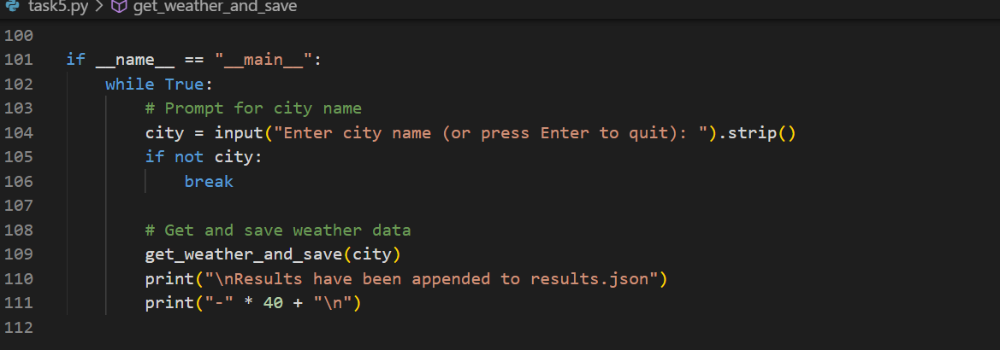 task5.py > get_weather_and_save
100
101 if __name__ == "__main__":
102     while True:
103         # Prompt for city name
104         city = input("Enter city name (or press Enter to quit): ").strip()
105         if not city:
106             break
107
108         # Get and save weather data
109         get_weather_and_save(city)
110         print("\nResults have been appended to results.json")
111         print("-" * 40 + "\n")
112